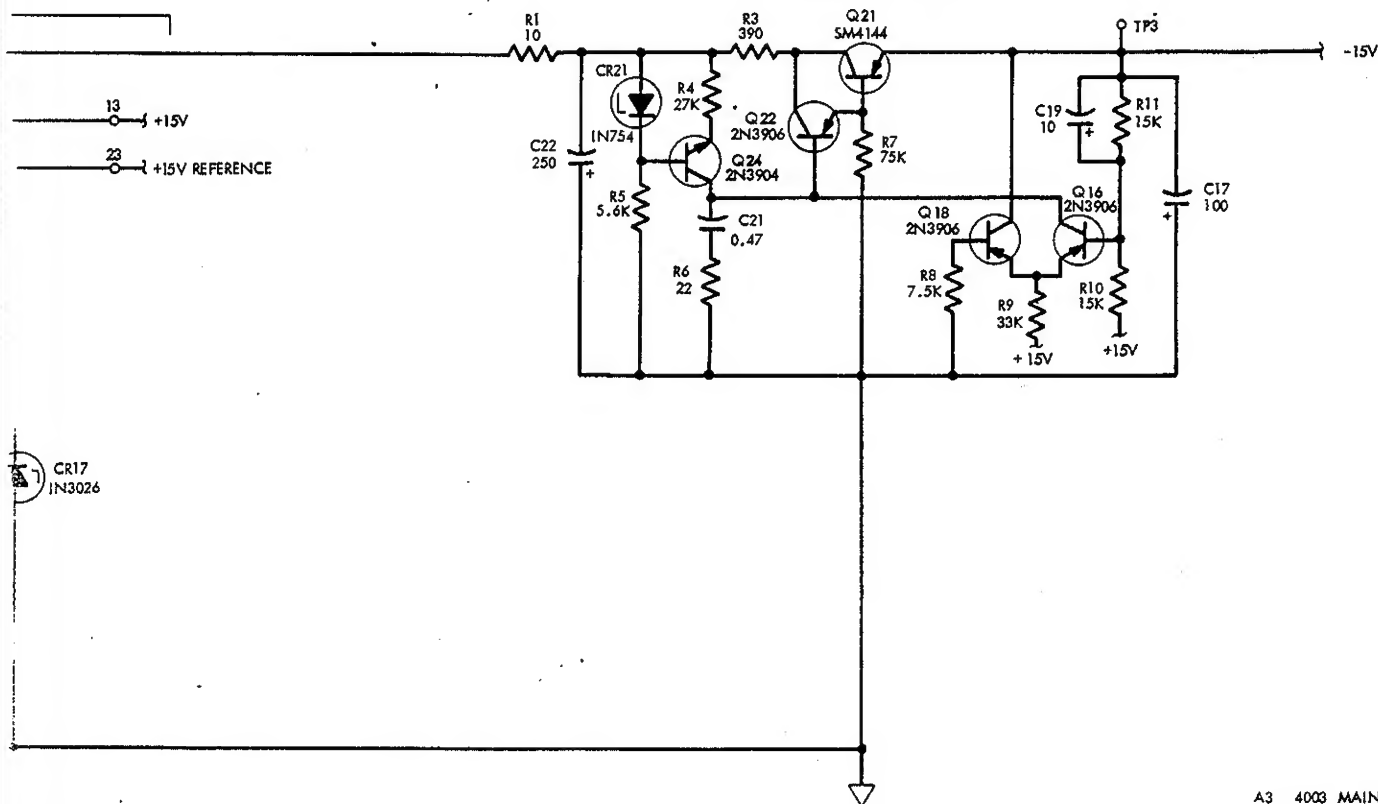 R1
10
R3
390
Q21
SM4144
TP3
-15V
CR21
1N754
R4
27K
Q22
2N3906
C19
10
+
R11
15K
13
+15V
23
+15V REFERENCE
C22
250
+
Q24
2N3904
R7
75K
R5
5.6K
C21
0.47
Q18
2N3906
Q16
2N3906
C17
100
+
R6
22
R8
7.5K
R9
33K
+15V
R10
15K
+15V
CR17
1N3026
A3 4003 MAIN